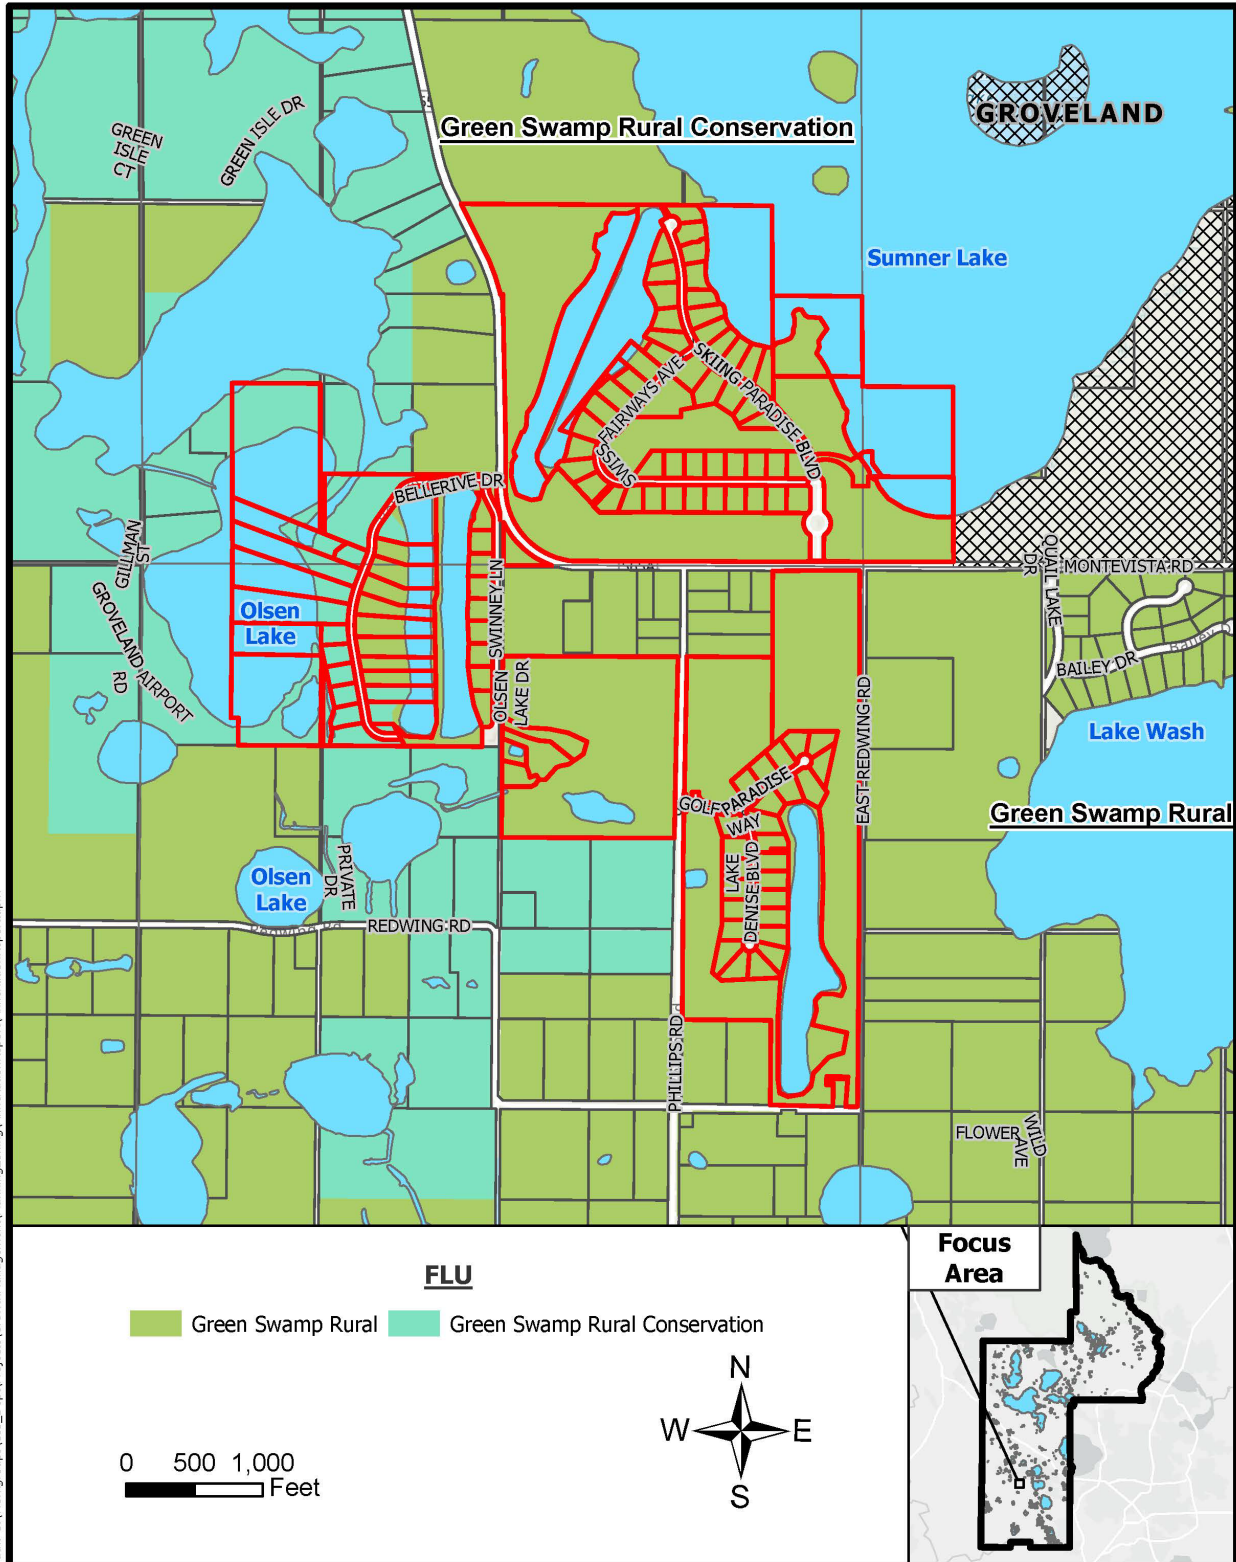 GREEN
ISLE
CT
GREEN ISLE DR
Green Swamp Rural Conservation
GROVELAND
Sumner Lake
SKIING PARADISE BLVD
FAIRWAYS AVE
SWISS
BELLERIVE DR
GILLMAN
ST
GROVELAND AIRPORT
RD
Olsen
Lake
OLSEN SWINNEY LN
LAKE DR
QUAIL LAKE
DR
MONTEVISTA RD
BAILEY DR
Bailey D
Lake Wash
EAST REDWING RD
GOLF PARADISE
WAY
LAKE
DENISE BLVD
Green Swamp Rural
PRIVATE
DR
Olsen
Lake
REDWING RD
Redwing Rd
PHILLIPS RD
FLOWER
WILD
AVE
FLU
Green Swamp Rural
Green Swamp Rural Conservation
0 500 1,000
Feet
N
W E
S
Focus
Area